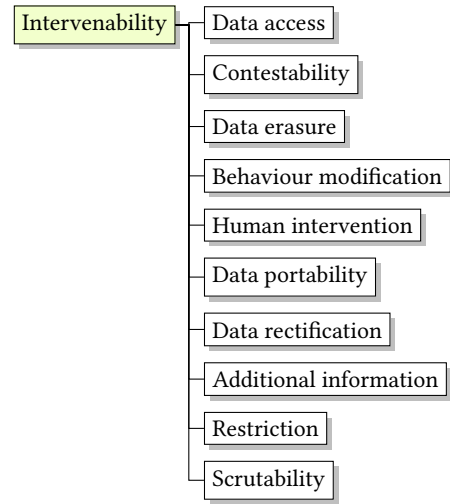 Intervenability
Data access
Contestability
Data erasure
Behaviour modification
Human intervention
Data portability
Data rectification
Additional information
Restriction
Scrutability